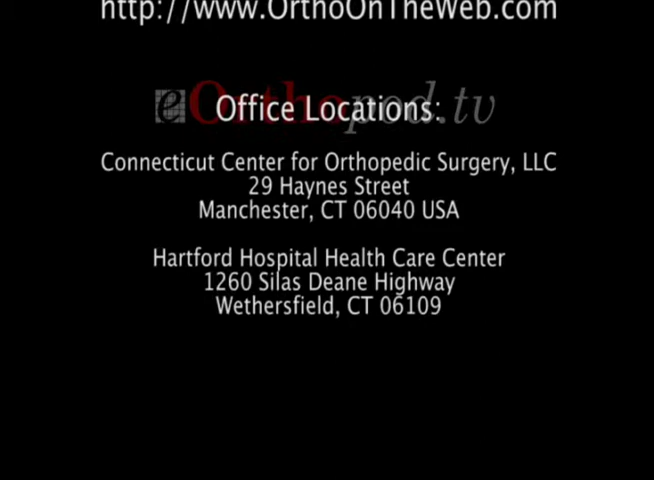 http://www.OrthoOnTheWeb.com
eOrthopod.tv
Office Locations:
Connecticut Center for Orthopedic Surgery, LLC
29 Haynes Street
Manchester, CT 06040 USA
Hartford Hospital Health Care Center
1260 Silas Deane Highway
Wethersfield, CT 06109